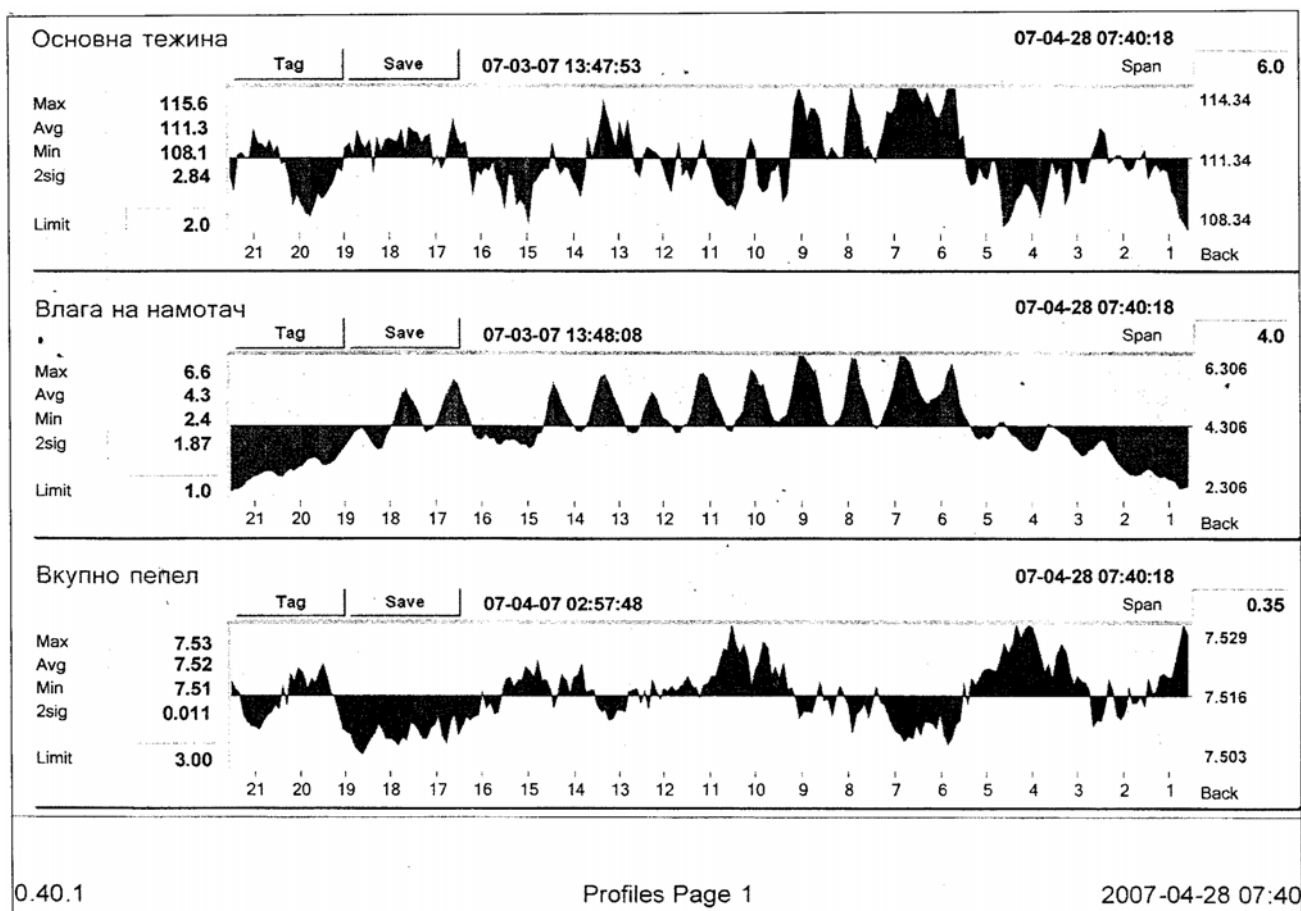 Основна тежина 07-04-28 07:40:18
Tag Save 07-03-07 13:47:53 Span 6.0
Max 115.6 114.34
Avg 111.3
Min 108.1 111.34
2sig 2.84
Limit 2.0 108.34
21 20 19 18 17 16 15 14 13 12 11 10 9 8 7 6 5 4 3 2 1 Back
Влага на намотач 07-04-28 07:40:18
Tag Save 07-03-07 13:48:08 Span 4.0
Max 6.6 6.306
Avg 4.3
Min 2.4 4.306
2sig 1.87
Limit 1.0 2.306
21 20 19 18 17 16 15 14 13 12 11 10 9 8 7 6 5 4 3 2 1 Back
Вкупно пепел 07-04-28 07:40:18
Tag Save 07-04-07 02:57:48 Span 0.35
Max 7.53 7.529
Avg 7.52
Min 7.51 7.516
2sig 0.011
Limit 3.00 7.503
21 20 19 18 17 16 15 14 13 12 11 10 9 8 7 6 5 4 3 2 1 Back
0.40.1 Profiles Page 1 2007-04-28 07:40